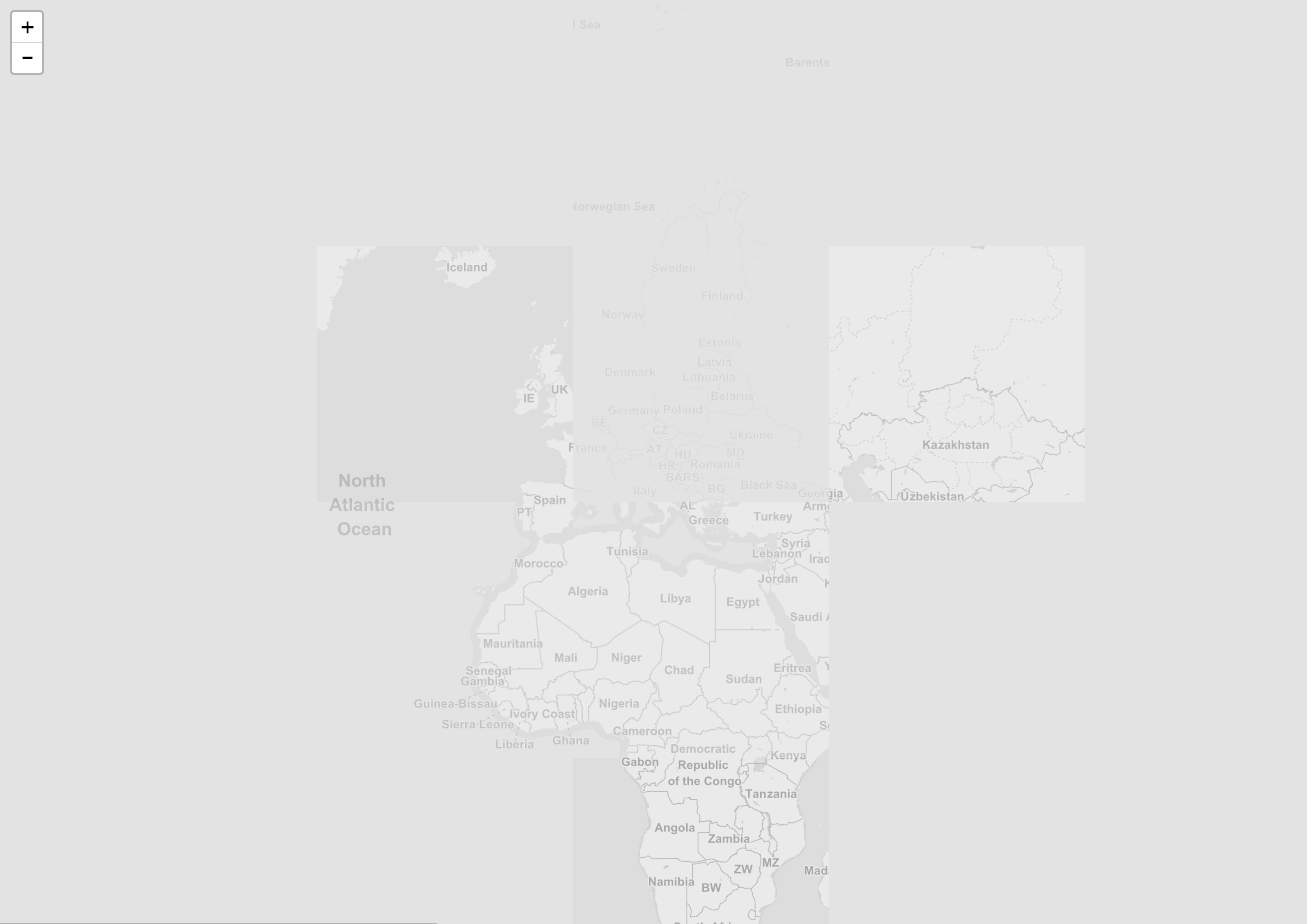 +
−
l Sea
Barents
orwegian Sea
Iceland
Sweden
Finland
Norway
Estonia
Latvia
Denmark
Lithuania
UK
IE
Belarus
Germany
Poland
BE
CZ
Ukraine
France
AT
HU
MD
Kazakhstan
HR
Romania
BA
RS
North
Atlantic
Ocean
Italy
BG
Black Sea
Georgia
Uzbekistan
Spain
PT
AL
Greece
Turkey
Arme
Tunisia
Syria
Lebanon
Iraq
Morocco
Jordan
K
Algeria
Libya
Egypt
Saudi A
Mauritania
Mali
Niger
Chad
Eritrea
Y
Senegal
Gambia
Sudan
Guinea-Bissau
Ivory Coast
Nigeria
Ethiopia
Sierra Leone
So
Liberia
Ghana
Cameroon
Democratic
Republic
of the Congo
Gabon
Kenya
Tanzania
Angola
Zambia
MZ
ZW
Mad
Namibia
BW